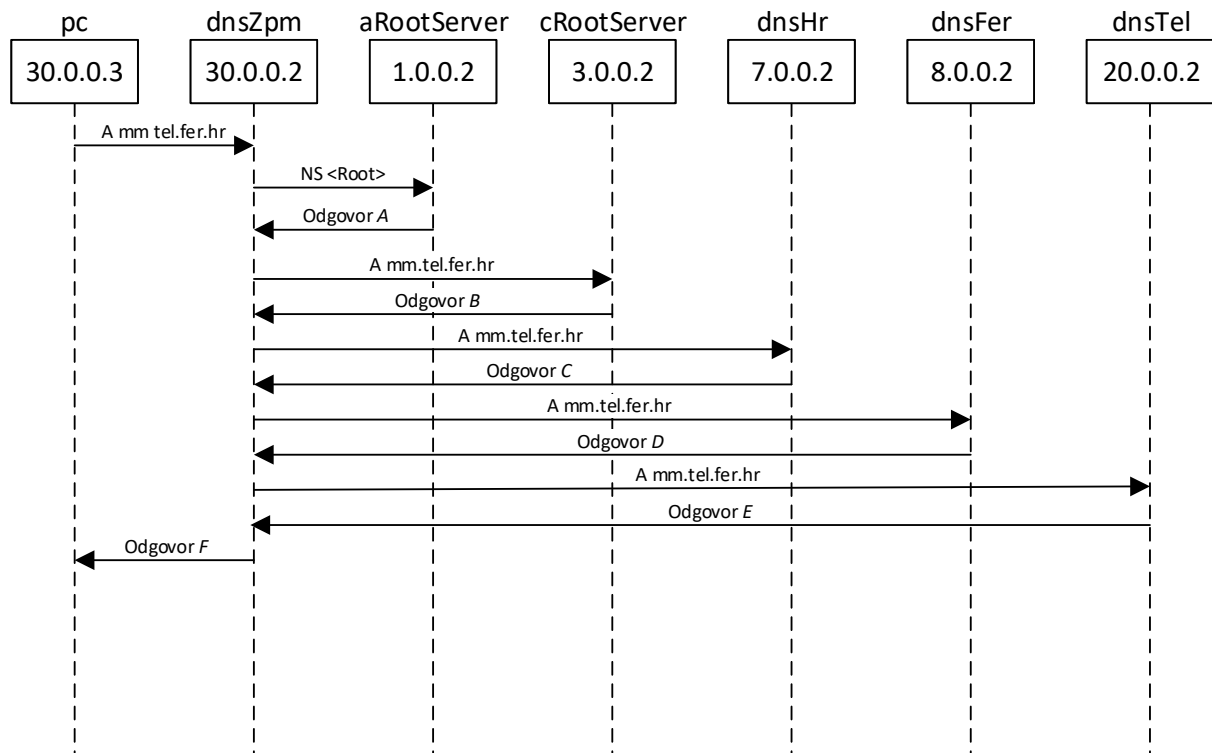 pc dnsZpm aRootServer cRootServer dnsHr dnsFer dnsTel
30.0.0.3 30.0.0.2 1.0.0.2 3.0.0.2 7.0.0.2 8.0.0.2 20.0.0.2
A mm tel.fer.hr
NS <Root>
Odgovor A
A mm.tel.fer.hr
Odgovor B
A mm.tel.fer.hr
Odgovor C
A mm.tel.fer.hr
Odgovor D
A mm.tel.fer.hr
Odgovor E
Odgovor F